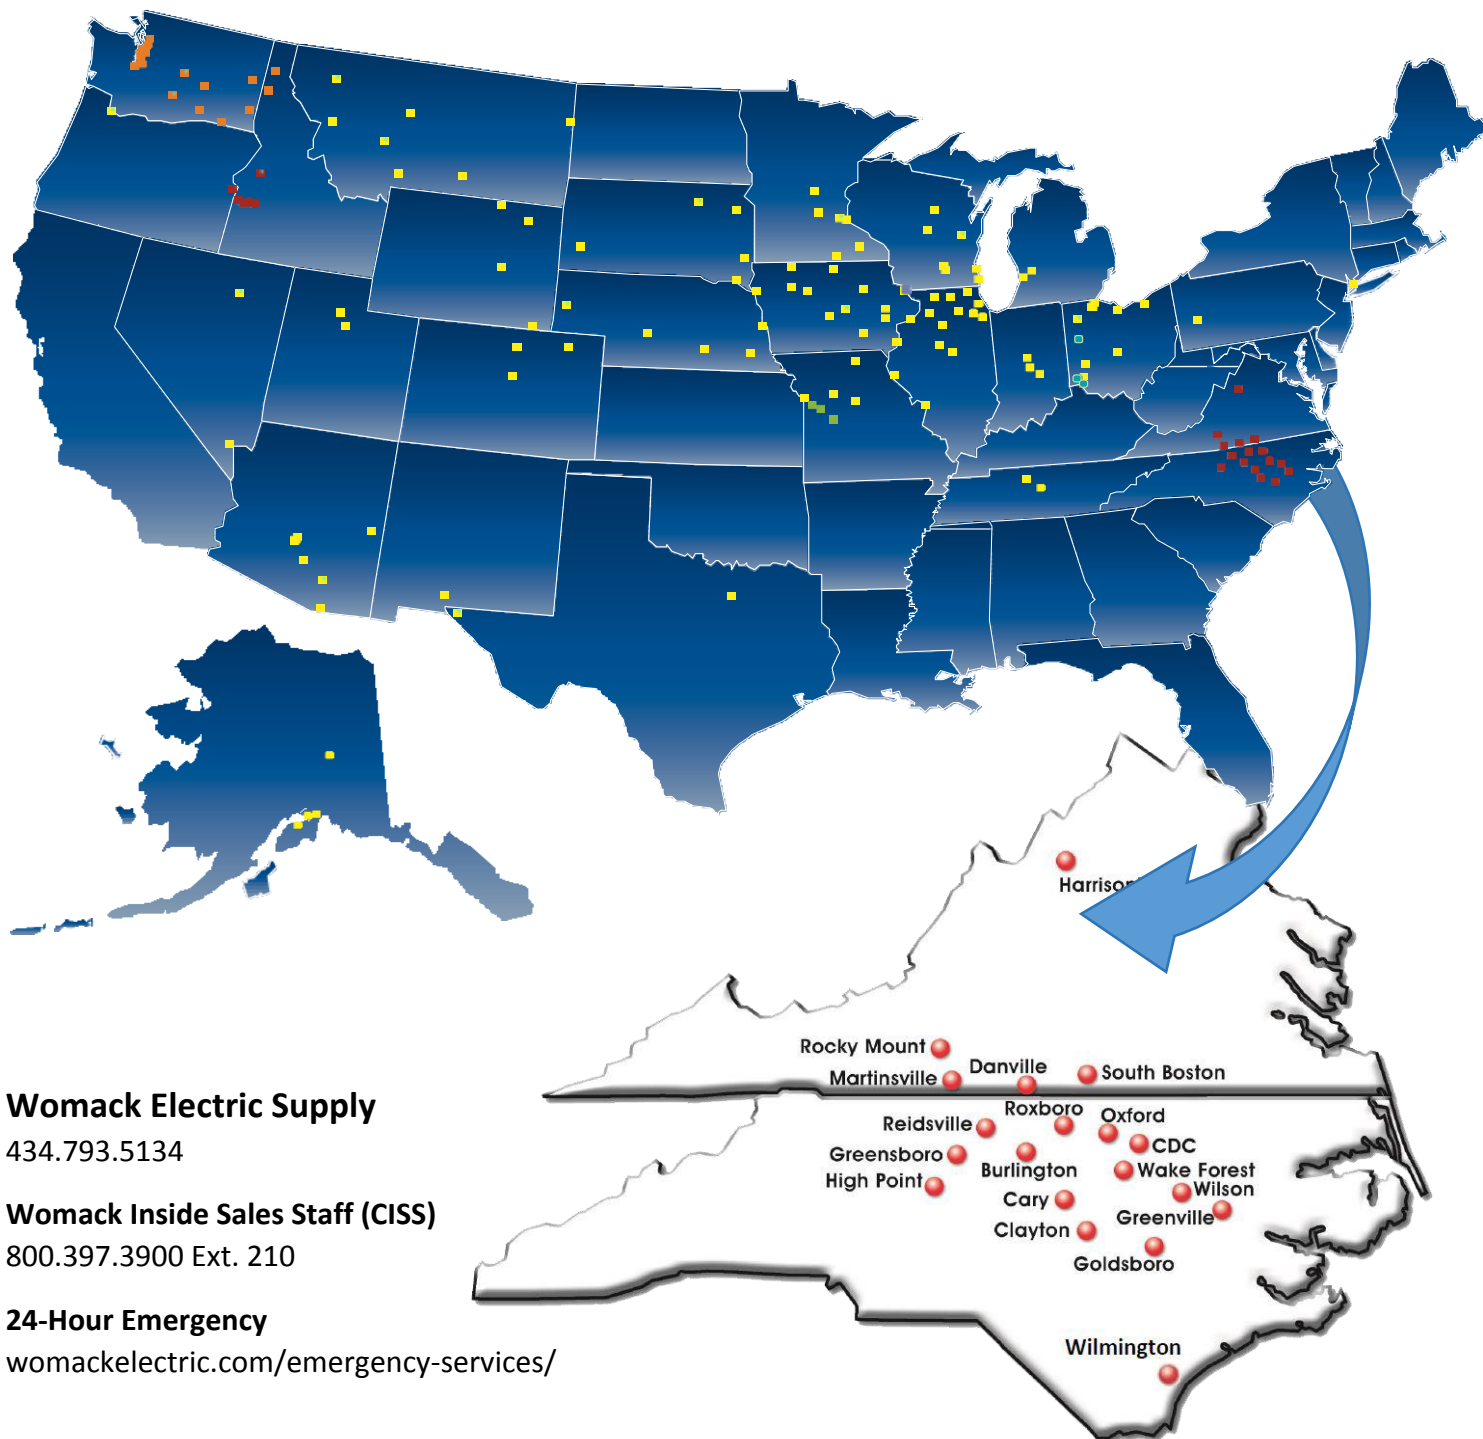 Harrison
Rocky Mount
Danville
South Boston
Martinsville
Roxboro
Oxford
Reidsville
CDC
Greensboro
Burlington
Wake Forest
High Point
Wilson
Cary
Greenville
Clayton
Goldsboro
Wilmington
Womack Electric Supply
434.793.5134
Womack Inside Sales Staff (CISS)
800.397.3900 Ext. 210
24-Hour Emergency
womackelectric.com/emergency-services/